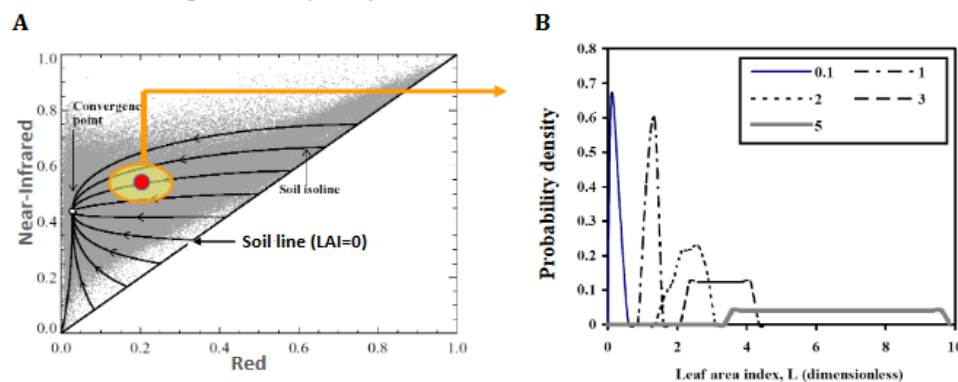 A
Near-Infrared
1.0
0.8
0.6
0.4
0.2
0.0
Convergence
point
Soil isoline
Soil line (LAI=0)
0.0 0.2 0.4 0.6 0.8 1.0
Red
B
Probability density
0.8
0.7
0.6
0.5
0.4
0.3
0.2
0.1
0
0.1 1
2 3
5
0 2 4 6 8 10
Leaf area index, L (dimensionless)